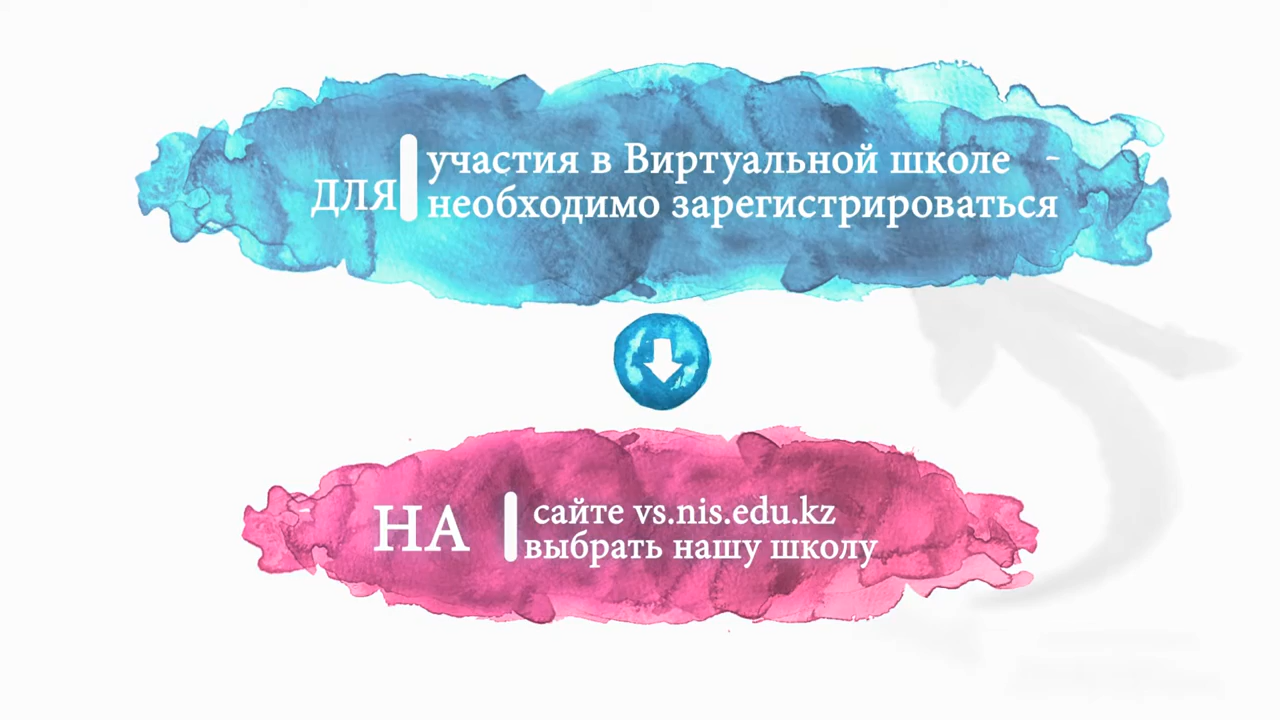 ДЛЯ
участия в Виртуальной школе -
необходимо зарегистрироваться
НА
сайте vs.nis.edu.kz
выбрать нашу школу